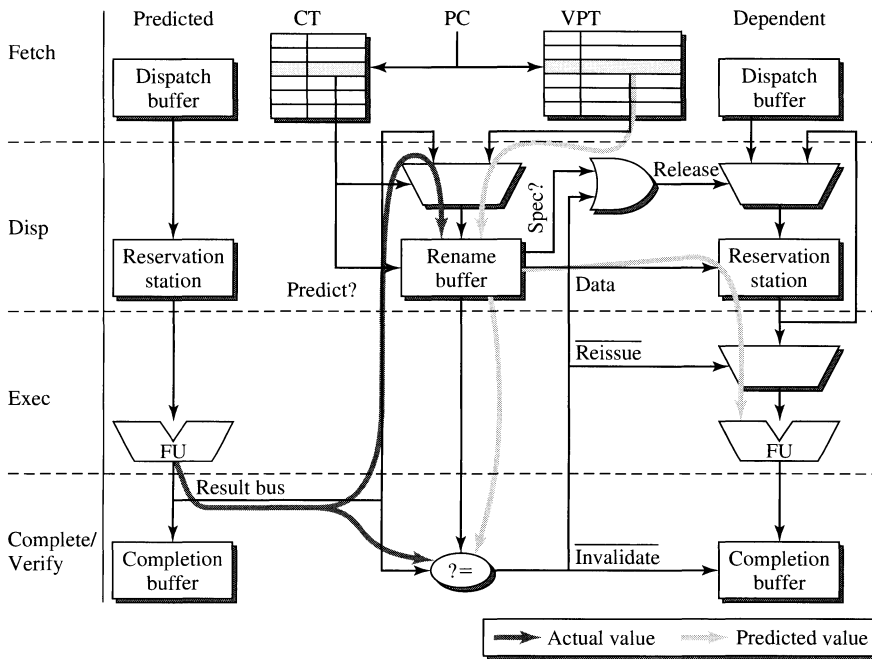 Predicted
CT
PC
VPT
Dependent
Fetch
Dispatch
buffer
Dispatch
buffer
Disp
Spec?
Release
Reservation
station
Predict?
Rename
buffer
Data
Reservation
station
Exec
Reissue
FU
FU
Result bus
Complete/
Verify
Completion
buffer
?=
Invalidate
Completion
buffer
Actual value
Predicted value